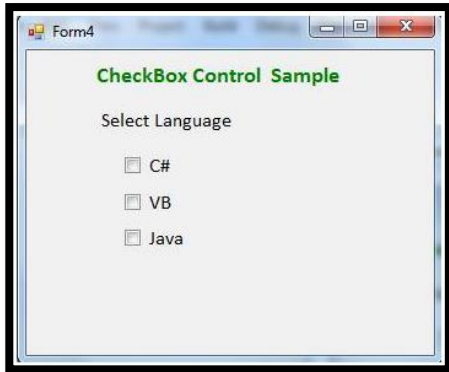 Form4
CheckBox Control Sample
Select Language
C#
VB
Java